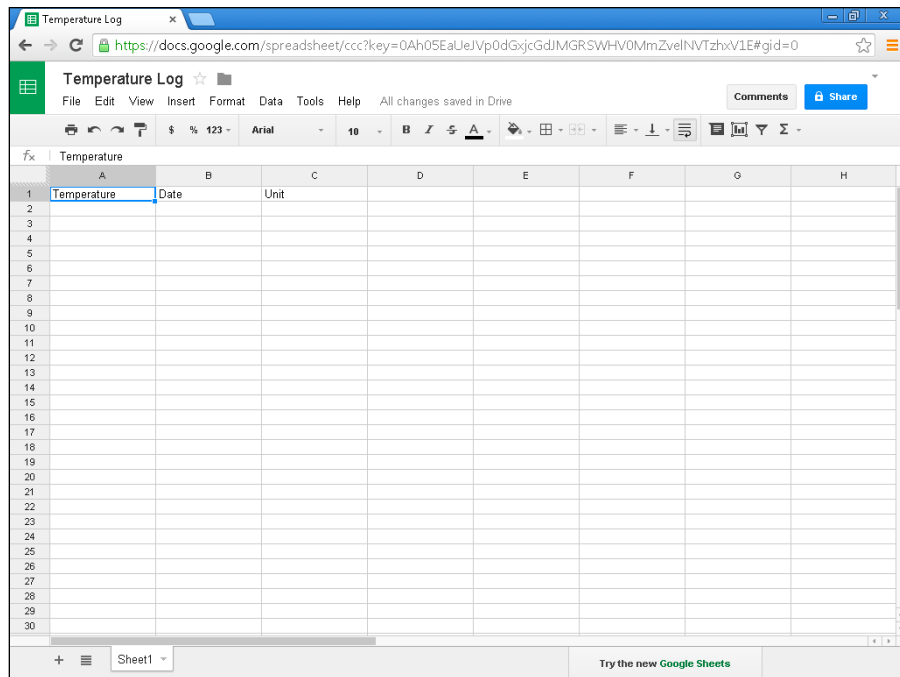 Temperature Log
https://docs.google.com/spreadsheet/ccc?key=0Ah05EaUeJVp0dGxjcGdJMGRSWHV0MmZvelNVTzhxV1E#gid=0
Temperature Log
File Edit View Insert Format Data Tools Help All changes saved in Drive
Comments Share
$ % 123 Arial 10 B I S A Σ
fx Temperature
A B C D E F G H
1 Temperature Date Unit
2
3
4
5
6
7
8
9
10
11
12
13
14
15
16
17
18
19
20
21
22
23
24
25
26
27
28
29
30
+ Sheet1 Try the new Google Sheets